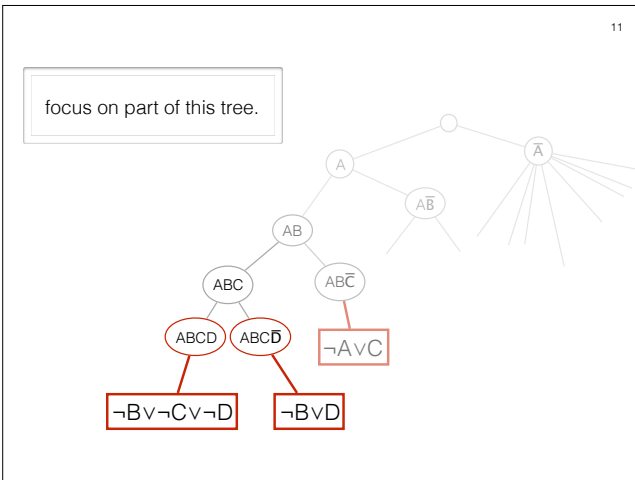 11
focus on part of this tree.
A
A̅
AB̅
AB
ABC
ABC̅
ABCD
ABCD̅
¬A∨C
¬B∨¬C∨¬D
¬B∨D